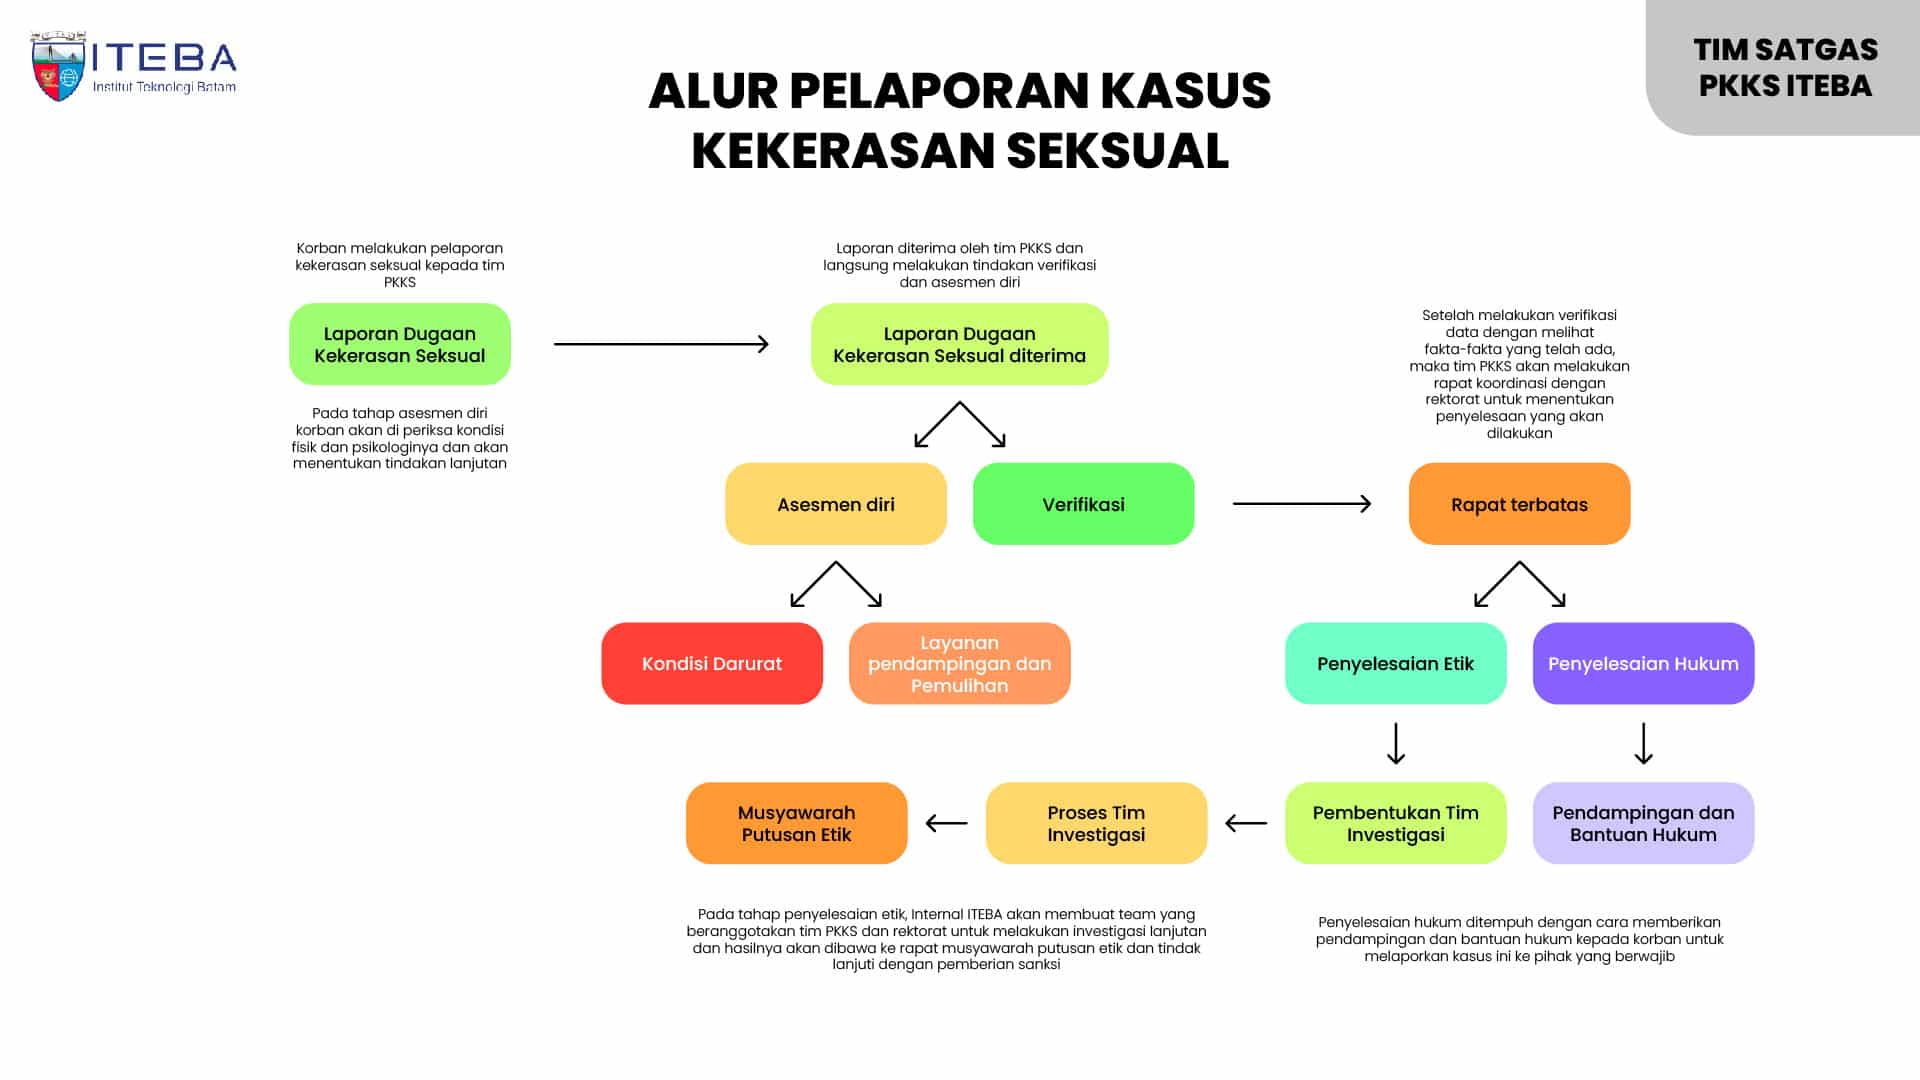 ITEBA
Institut Teknologi Batam
TIM SATGAS
PKKS ITEBA
ALUR PELAPORAN KASUS
KEKERASAN SEKSUAL
Korban melakukan pelaporan
kekerasan seksual kepada tim
PKKS
Laporan Dugaan
Kekerasan Seksual
Pada tahap asesmen diri
korban akan di periksa kondisi
fisik dan psikologinya dan akan
menentukan tindakan lanjutan
Laporan diterima oleh tim PKKS dan
langsung melakukan tindakan verifikasi
dan asesmen diri
Laporan Dugaan
Kekerasan Seksual diterima
Asesmen diri
Verifikasi
Setelah melakukan verifikasi
data dengan melihat
fakta-fakta yang telah ada,
maka tim PKKS akan melakukan
rapat koordinasi dengan
rektorat untuk menentukan
penyelesaan yang akan
dilakukan
Rapat terbatas
Kondisi Darurat
Layanan
pendampingan dan
Pemulihan
Penyelesaian Etik
Penyelesaian Hukum
Musyawarah
Putusan Etik
Proses Tim
Investigasi
Pembentukan Tim
Investigasi
Pendampingan dan
Bantuan Hukum
Pada tahap penyelesaian etik, Internal ITEBA akan membuat team yang
beranggotakan tim PKKS dan rektorat untuk melakukan investigasi lanjutan
dan hasilnya akan dibawa ke rapat musyawarah putusan etik dan tindak
lanjuti dengan pemberian sanksi
Penyelesaian hukum ditempuh dengan cara memberikan
pendampingan dan bantuan hukum kepada korban untuk
melaporkan kasus ini ke pihak yang berwajib